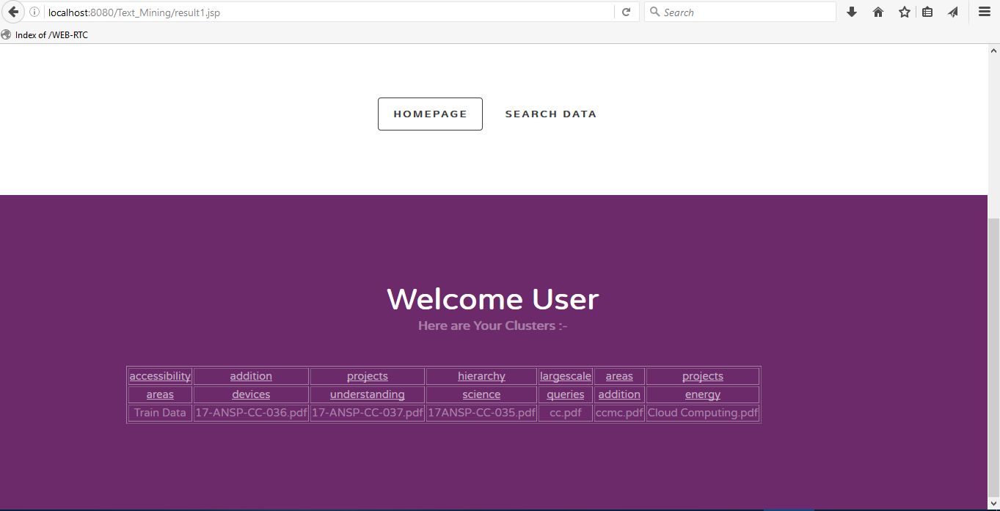 localhost:8080/Text_Mining/result1.jsp Search
Index of /WEB-RTC
HOMEPAGE SEARCH DATA
Welcome User
Here are Your Clusters :-
accessibility addition projects hierarchy largescale areas projects
areas devices understanding science queries addition energy
Train Data 17-ANSP-CC-036.pdf 17-ANSP-CC-037.pdf 17ANSP-CC-035.pdf cc.pdf ccmc.pdf Cloud Computing.pdf